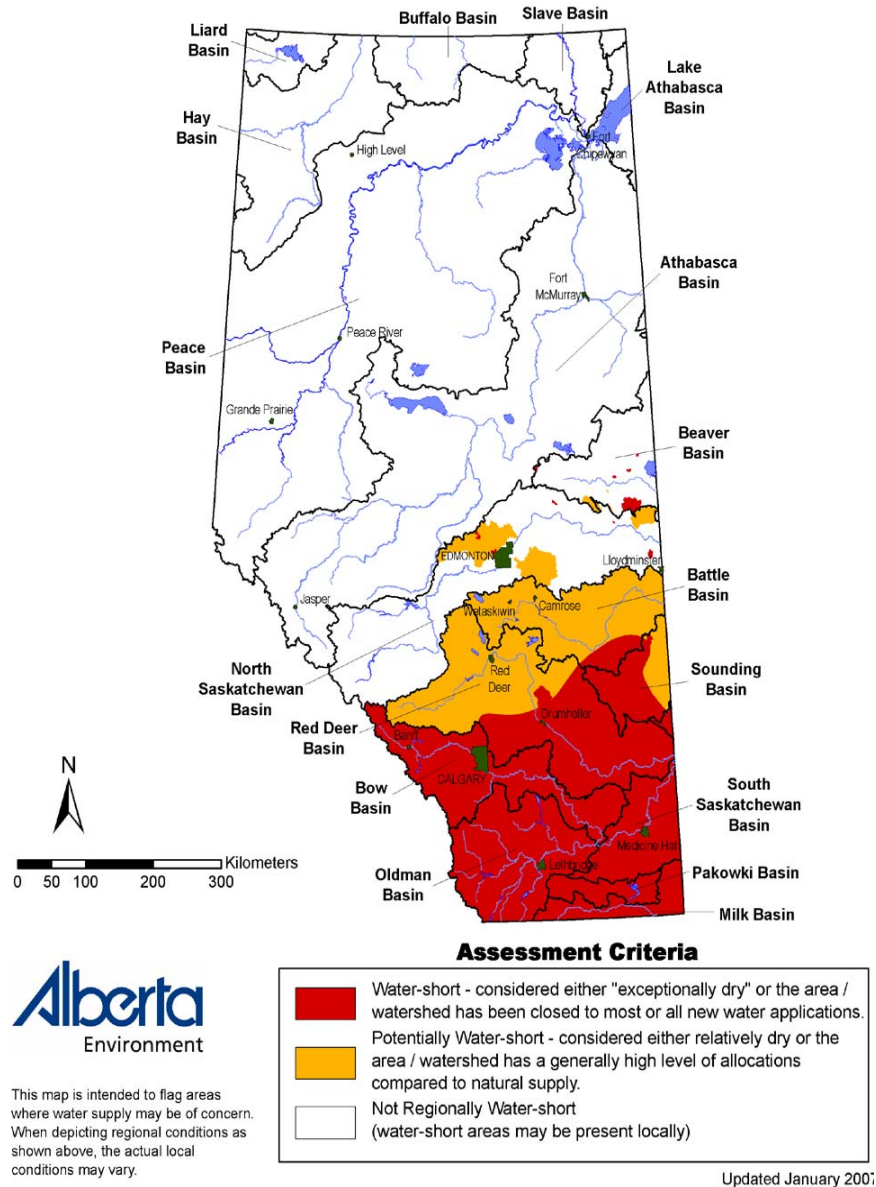 Buffalo Basin
Slave Basin
Liard
Basin
Lake
Athabasca
Basin
Hay
Basin
High Level
Fort
Chipewyan
Athabasca
Basin
Fort
McMurray
Peace River
Peace
Basin
Grande Prairie
Beaver
Basin
EDMONTON
Lloydminster
Battle
Basin
Jasper
Wetaskiwin
Camrose
North
Saskatchewan
Basin
Red
Deer
Sounding
Basin
Red Deer
Basin
Drumheller
Banff
N
CALGARY
Bow
Basin
South
Saskatchewan
Basin
Medicine Hat
Kilometers
0 50 100 200 300
Lethbridge
Oldman
Basin
Pakowki Basin
Milk Basin
Assessment Criteria
Water-short - considered either "exceptionally dry" or the area /
watershed has been closed to most or all new water applications.
Potentially Water-short - considered either relatively dry or the
area / watershed has a generally high level of allocations
compared to natural supply.
Not Regionally Water-short
(water-short areas may be present locally)
Alberta
Environment
This map is intended to flag areas
where water supply may be of concern.
When depicting regional conditions as
shown above, the actual local
conditions may vary.
Updated January 2007